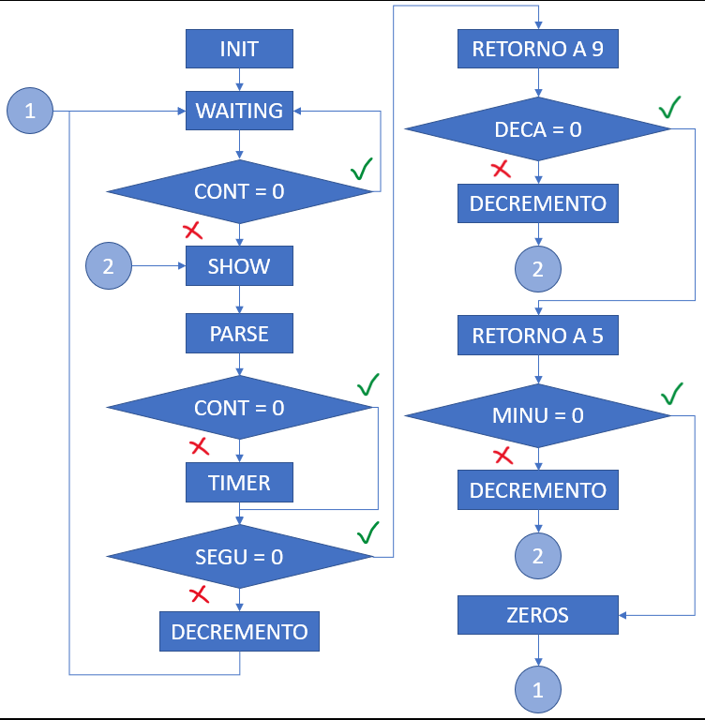 INIT
1
WAITING
CONT = 0
2
SHOW
PARSE
CONT = 0
TIMER
SEGU = 0
DECREMENTO
RETORNO A 9
DECA = 0
DECREMENTO
2
RETORNO A 5
MINU = 0
DECREMENTO
2
ZEROS
1